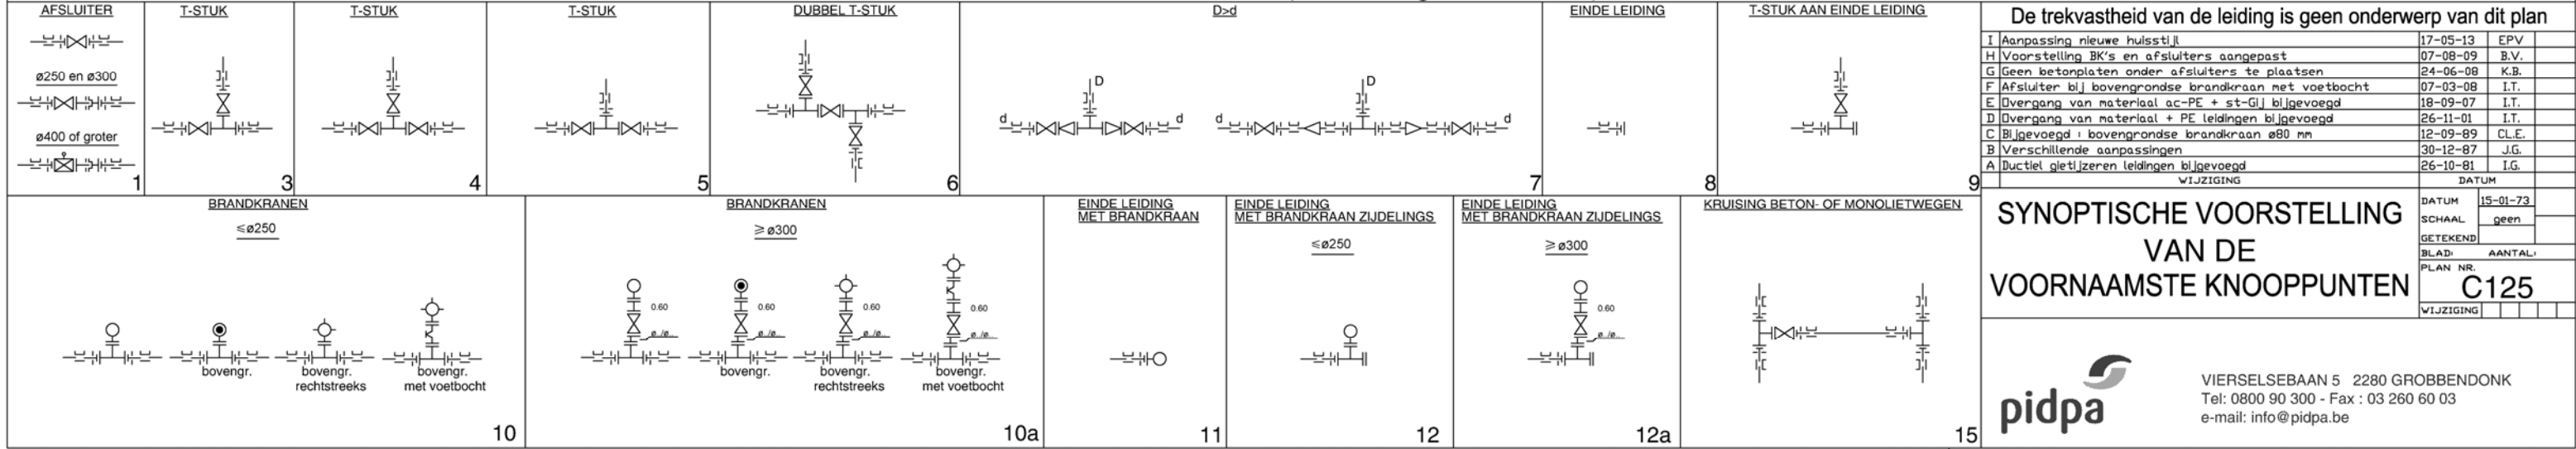 AFSLUITER
ø250 en ø300
ø400 of groter
1
T-STUK
3
T-STUK
4
T-STUK
5
DUBBEL T-STUK
6
D>d
D
d
d
D
d
d
7
EINDE LEIDING
8
T-STUK AAN EINDE LEIDING
9
BRANDKRANEN
≤ø250
bovengr.
bovengr.
rechtstreeks
bovengr.
met voetbocht
10
BRANDKRANEN
≥ø300
0.60
ø../ø..
0.60
ø../ø..
0.60
ø../ø..
0.60
ø../ø..
bovengr.
bovengr.
rechtstreeks
bovengr.
met voetbocht
10a
EINDE LEIDING
MET BRANDKRAAN
11
EINDE LEIDING
MET BRANDKRAAN ZIJDELINGS
≤ø250
12
EINDE LEIDING
MET BRANDKRAAN ZIJDELINGS
≥ø300
0.60
ø../ø..
12a
KRUISING BETON- OF MONOLIETWEGEN
15
De trekvastheid van de leiding is geen onderwerp van dit plan
I Aanpassing nieuwe huisstijl 17-05-13 EPV
H Voorstelling BK's en afsluiters aangepast 07-08-09 B.V.
G Geen betonplaten onder afsluiters te plaatsen 24-06-08 K.B.
F Afsluiter bij bovengrondse brandkraan met voetbocht 07-03-08 I.T.
E Overgang van materiaal ac-PE + st-Gij bijgevoegd 18-09-07 I.T.
D Overgang van materiaal + PE leidingen bijgevoegd 26-11-01 I.T.
C Bijgevoegd : bovengrondse brandkraan ø80 mm 12-09-89 CL.E.
B Verschillende aanpassingen 30-12-87 J.G.
A Ductiel gietijzeren leidingen bijgevoegd 26-10-81 I.G.
WIJZIGING DATUM
SYNOPTISCHE VOORSTELLING
VAN DE
VOORNAAMSTE KNOOPPUNTEN
DATUM 15-01-73
SCHAAL geen
GETEKEND
BLAD: AANTAL:
PLAN NR.
C125
WIJZIGING
pidpa
VIERSELSEBAAN 5 2280 GROBBENDONK
Tel: 0800 90 300 - Fax : 03 260 60 03
e-mail: info@pidpa.be